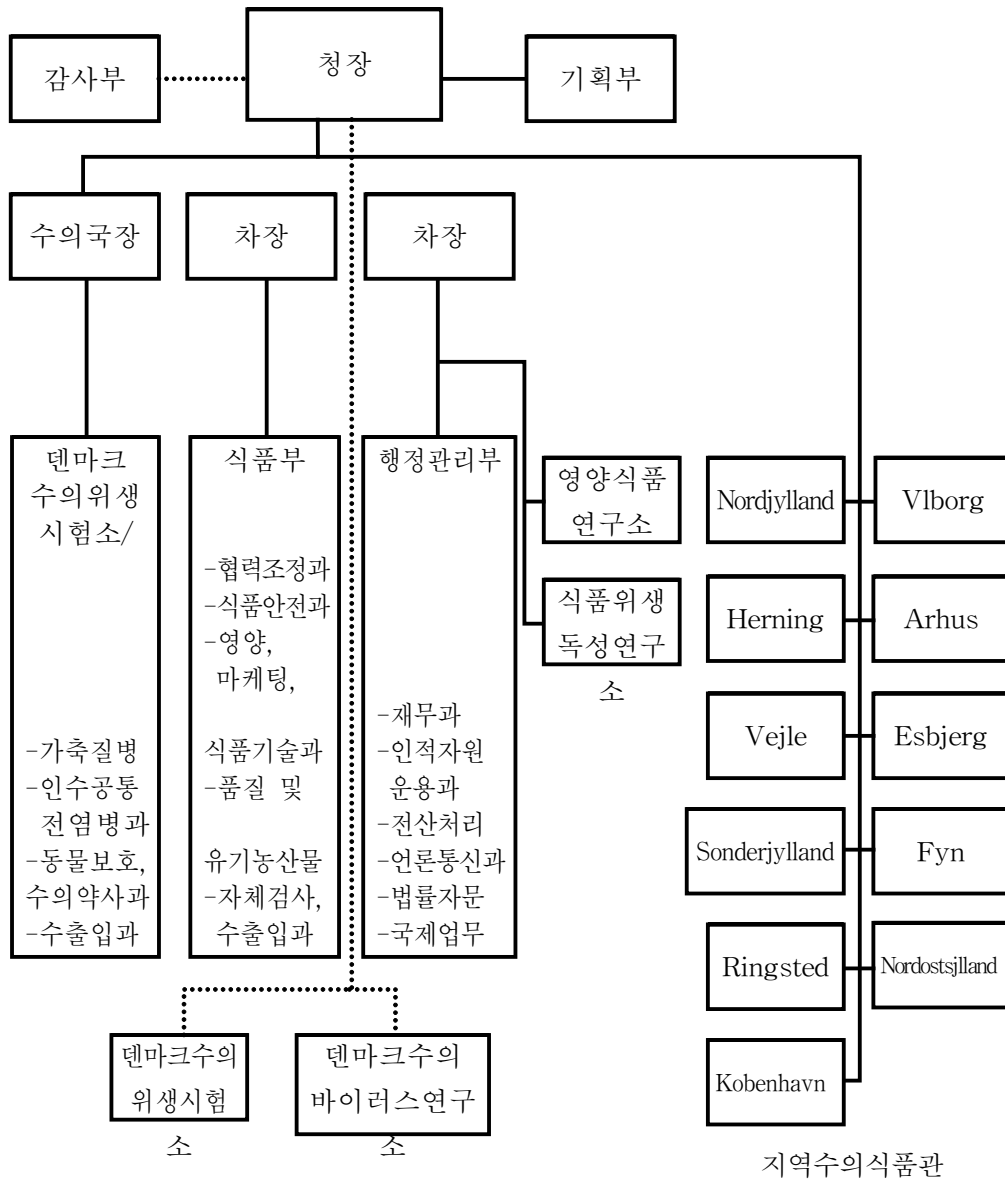 감사부
청장
기획부
수의국장
차장
차장
덴마크
수의위생
시험소/
-가축질병
-인수공통
전염병과
-동물보호,
수의약사과
-수출입과
식품부
-협력조정과
-식품안전과
-영양,
마케팅,
식품기술과
-품질 및
유기농산물
-자체검사,
수출입과
행정관리부
-재무과
-인적자원
운용과
-전산처리
-언론통신과
-법률자문
-국제업무
영양식품
연구소
식품위생
독성연구
소
Nordjylland
Vlborg
Herning
Arhus
Vejle
Esbjerg
Sonderjylland
Fyn
Ringsted
Nordostsjlland
Kobenhavn
지역수의식품관
덴마크수의
위생시험
소
덴마크수의
바이러스연구
소